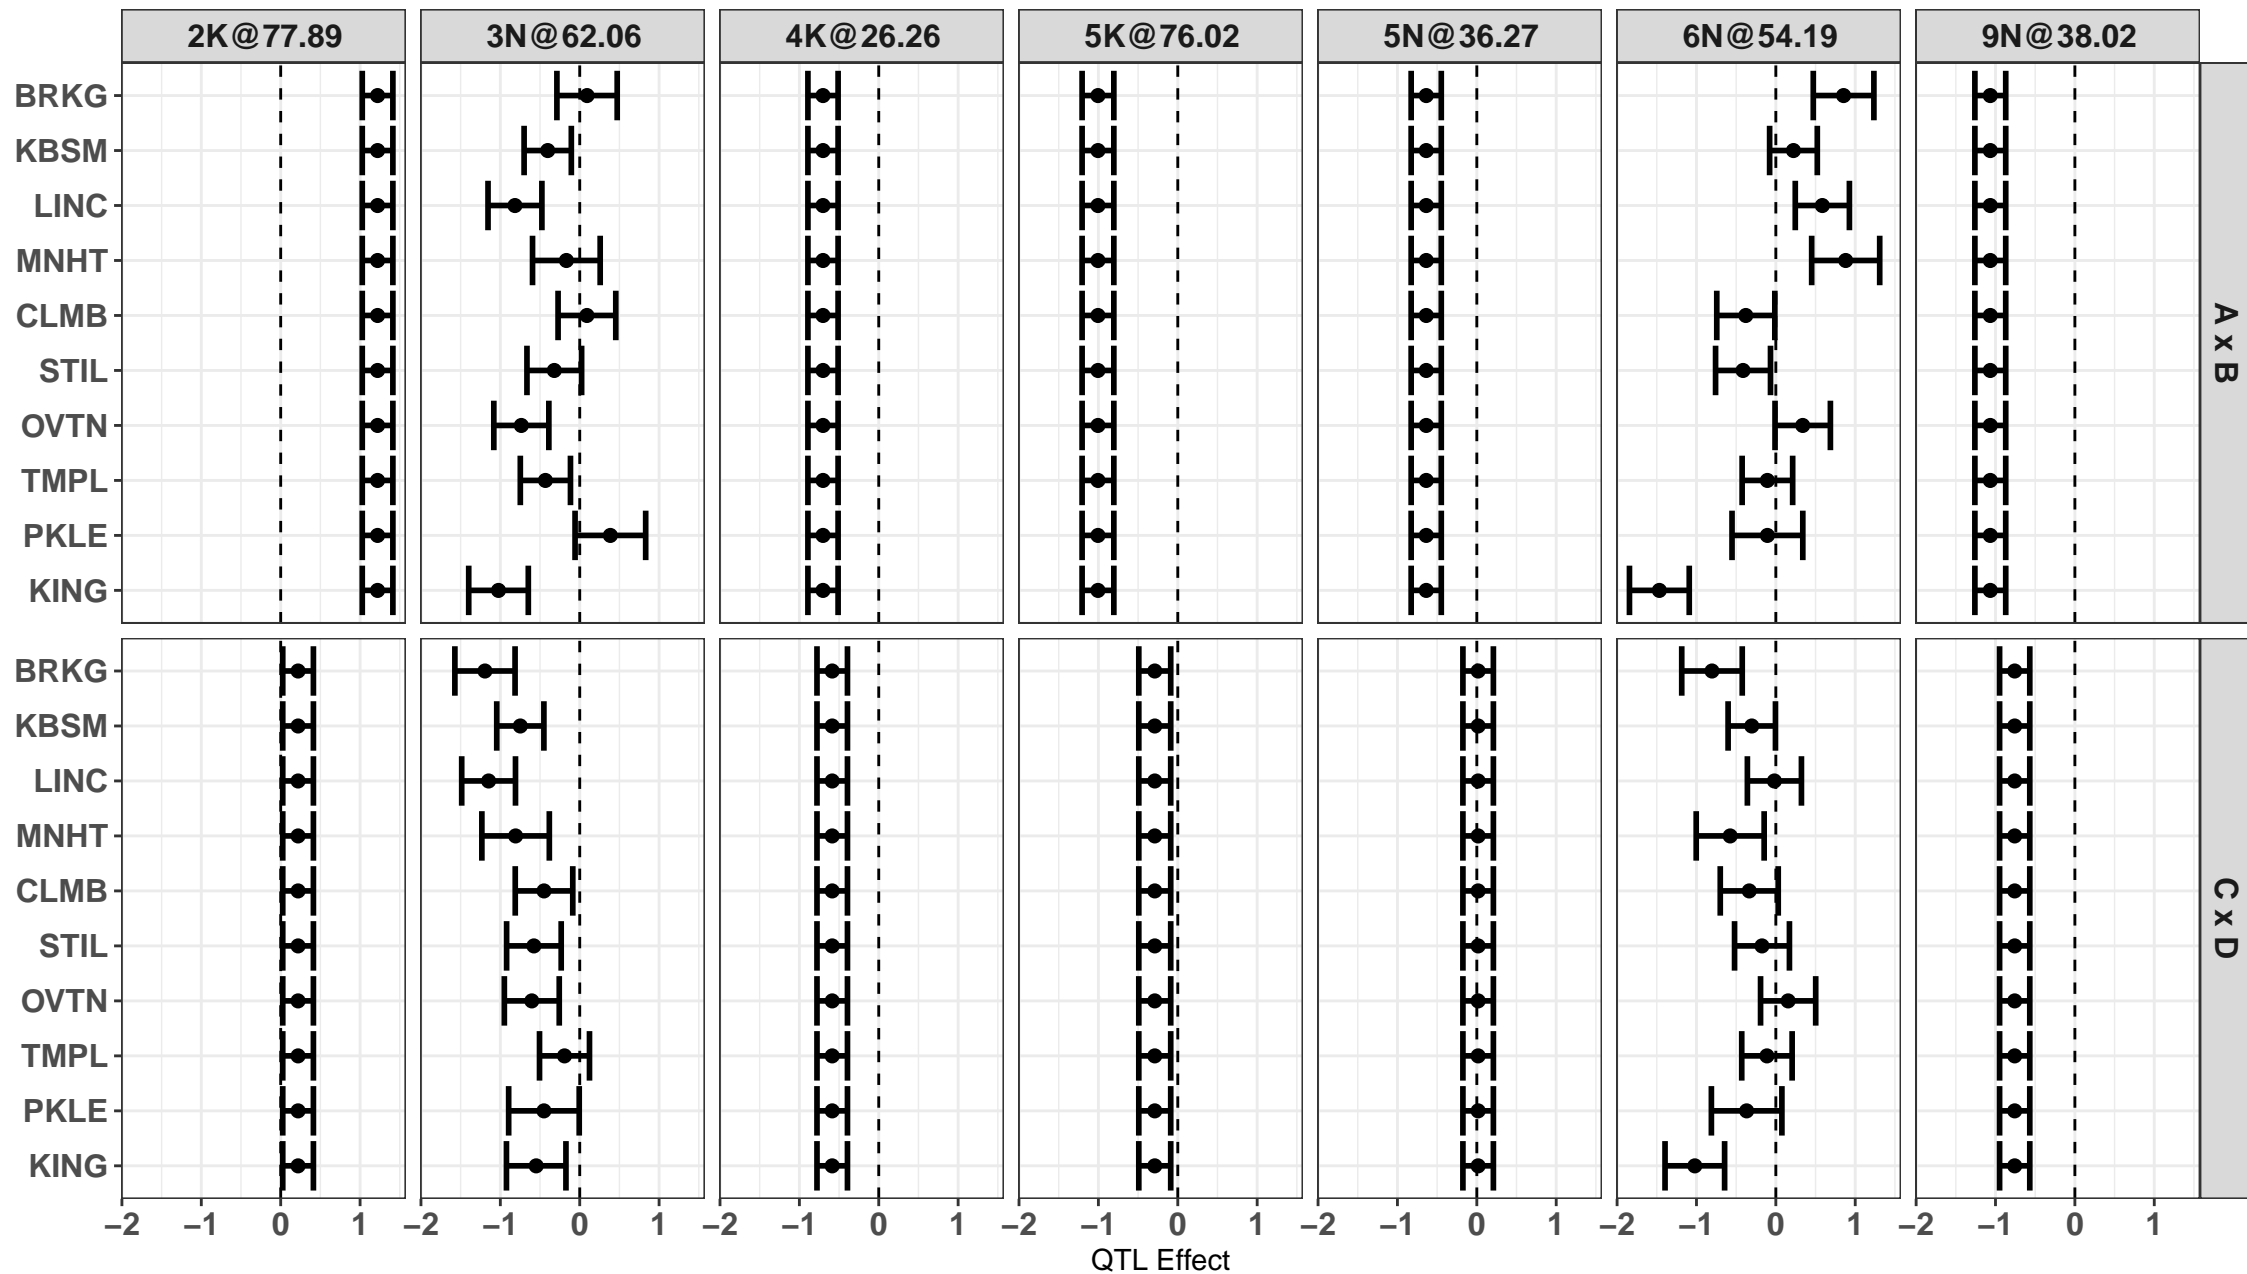 2K@77.89 3N@62.06 4K@26.26 5K@76.02 5N@36.27 6N@54.19 9N@38.02
BRKG
KBSM
LINC
MNHT
CLMB
STIL
OVTN
TMPL
PKLE
KING
A x B
BRKG
KBSM
LINC
MNHT
CLMB
STIL
OVTN
TMPL
PKLE
KING
C x D
−2 −1 0 1 −2 −1 0 1 −2 −1 0 1 −2 −1 0 1 −2 −1 0 1 −2 −1 0 1 −2 −1 0 1
QTL Effect